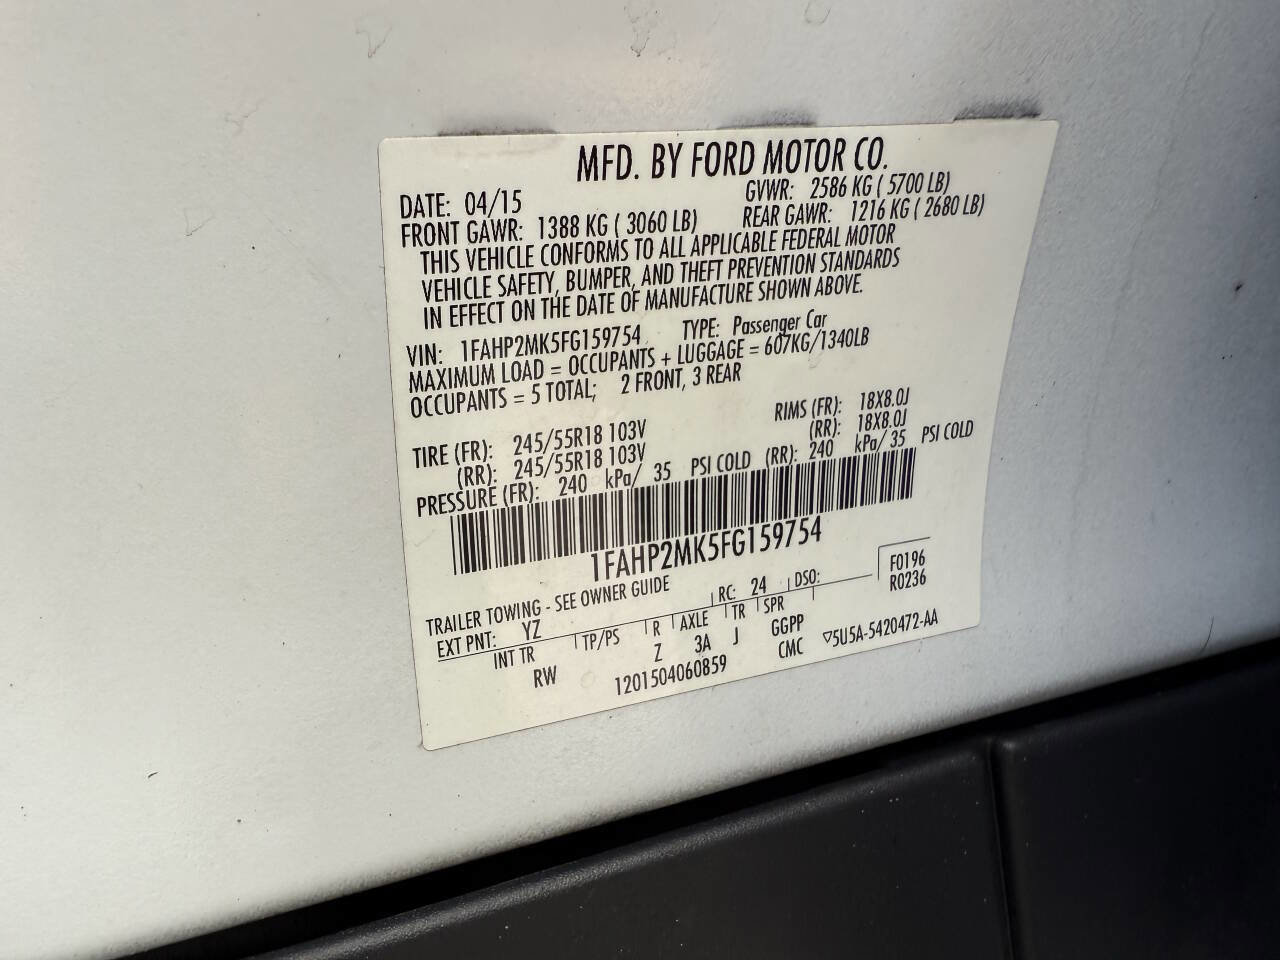 MFD. BY FORD MOTOR CO.
DATE: 04/15 GVWR: 2586 KG ( 5700 LB)
FRONT GAWR: 1388 KG ( 3060 LB) REAR GAWR: 1216 KG ( 2680 LB)
THIS VEHICLE CONFORMS TO ALL APPLICABLE FEDERAL MOTOR
VEHICLE SAFETY, BUMPER, AND THEFT PREVENTION STANDARDS
IN EFFECT ON THE DATE OF MANUFACTURE SHOWN ABOVE.
VIN: 1FAHP2MK5FG159754 TYPE: Passenger Car
MAXIMUM LOAD = OCCUPANTS + LUGGAGE = 607KG/1340LB
OCCUPANTS = 5 TOTAL; 2 FRONT, 3 REAR
TIRE (FR): 245/55R18 103V RIMS (FR): 18X8.0J
(RR): 245/55R18 103V (RR): 18X8.0J
PRESSURE (FR): 240 kPa/ 35 PSI COLD (RR): 240 kPa/ 35 PSI COLD
1FAHP2MK5FG159754
TRAILER TOWING - SEE OWNER GUIDE
EXT PNT: YZ RC: 24 DSO: F0196
R0236
INT TR TP/PS R AXLE TR SPR
RW Z 3A J GGPP
CMC
1201504060859
▽5U5A-5420472-AA